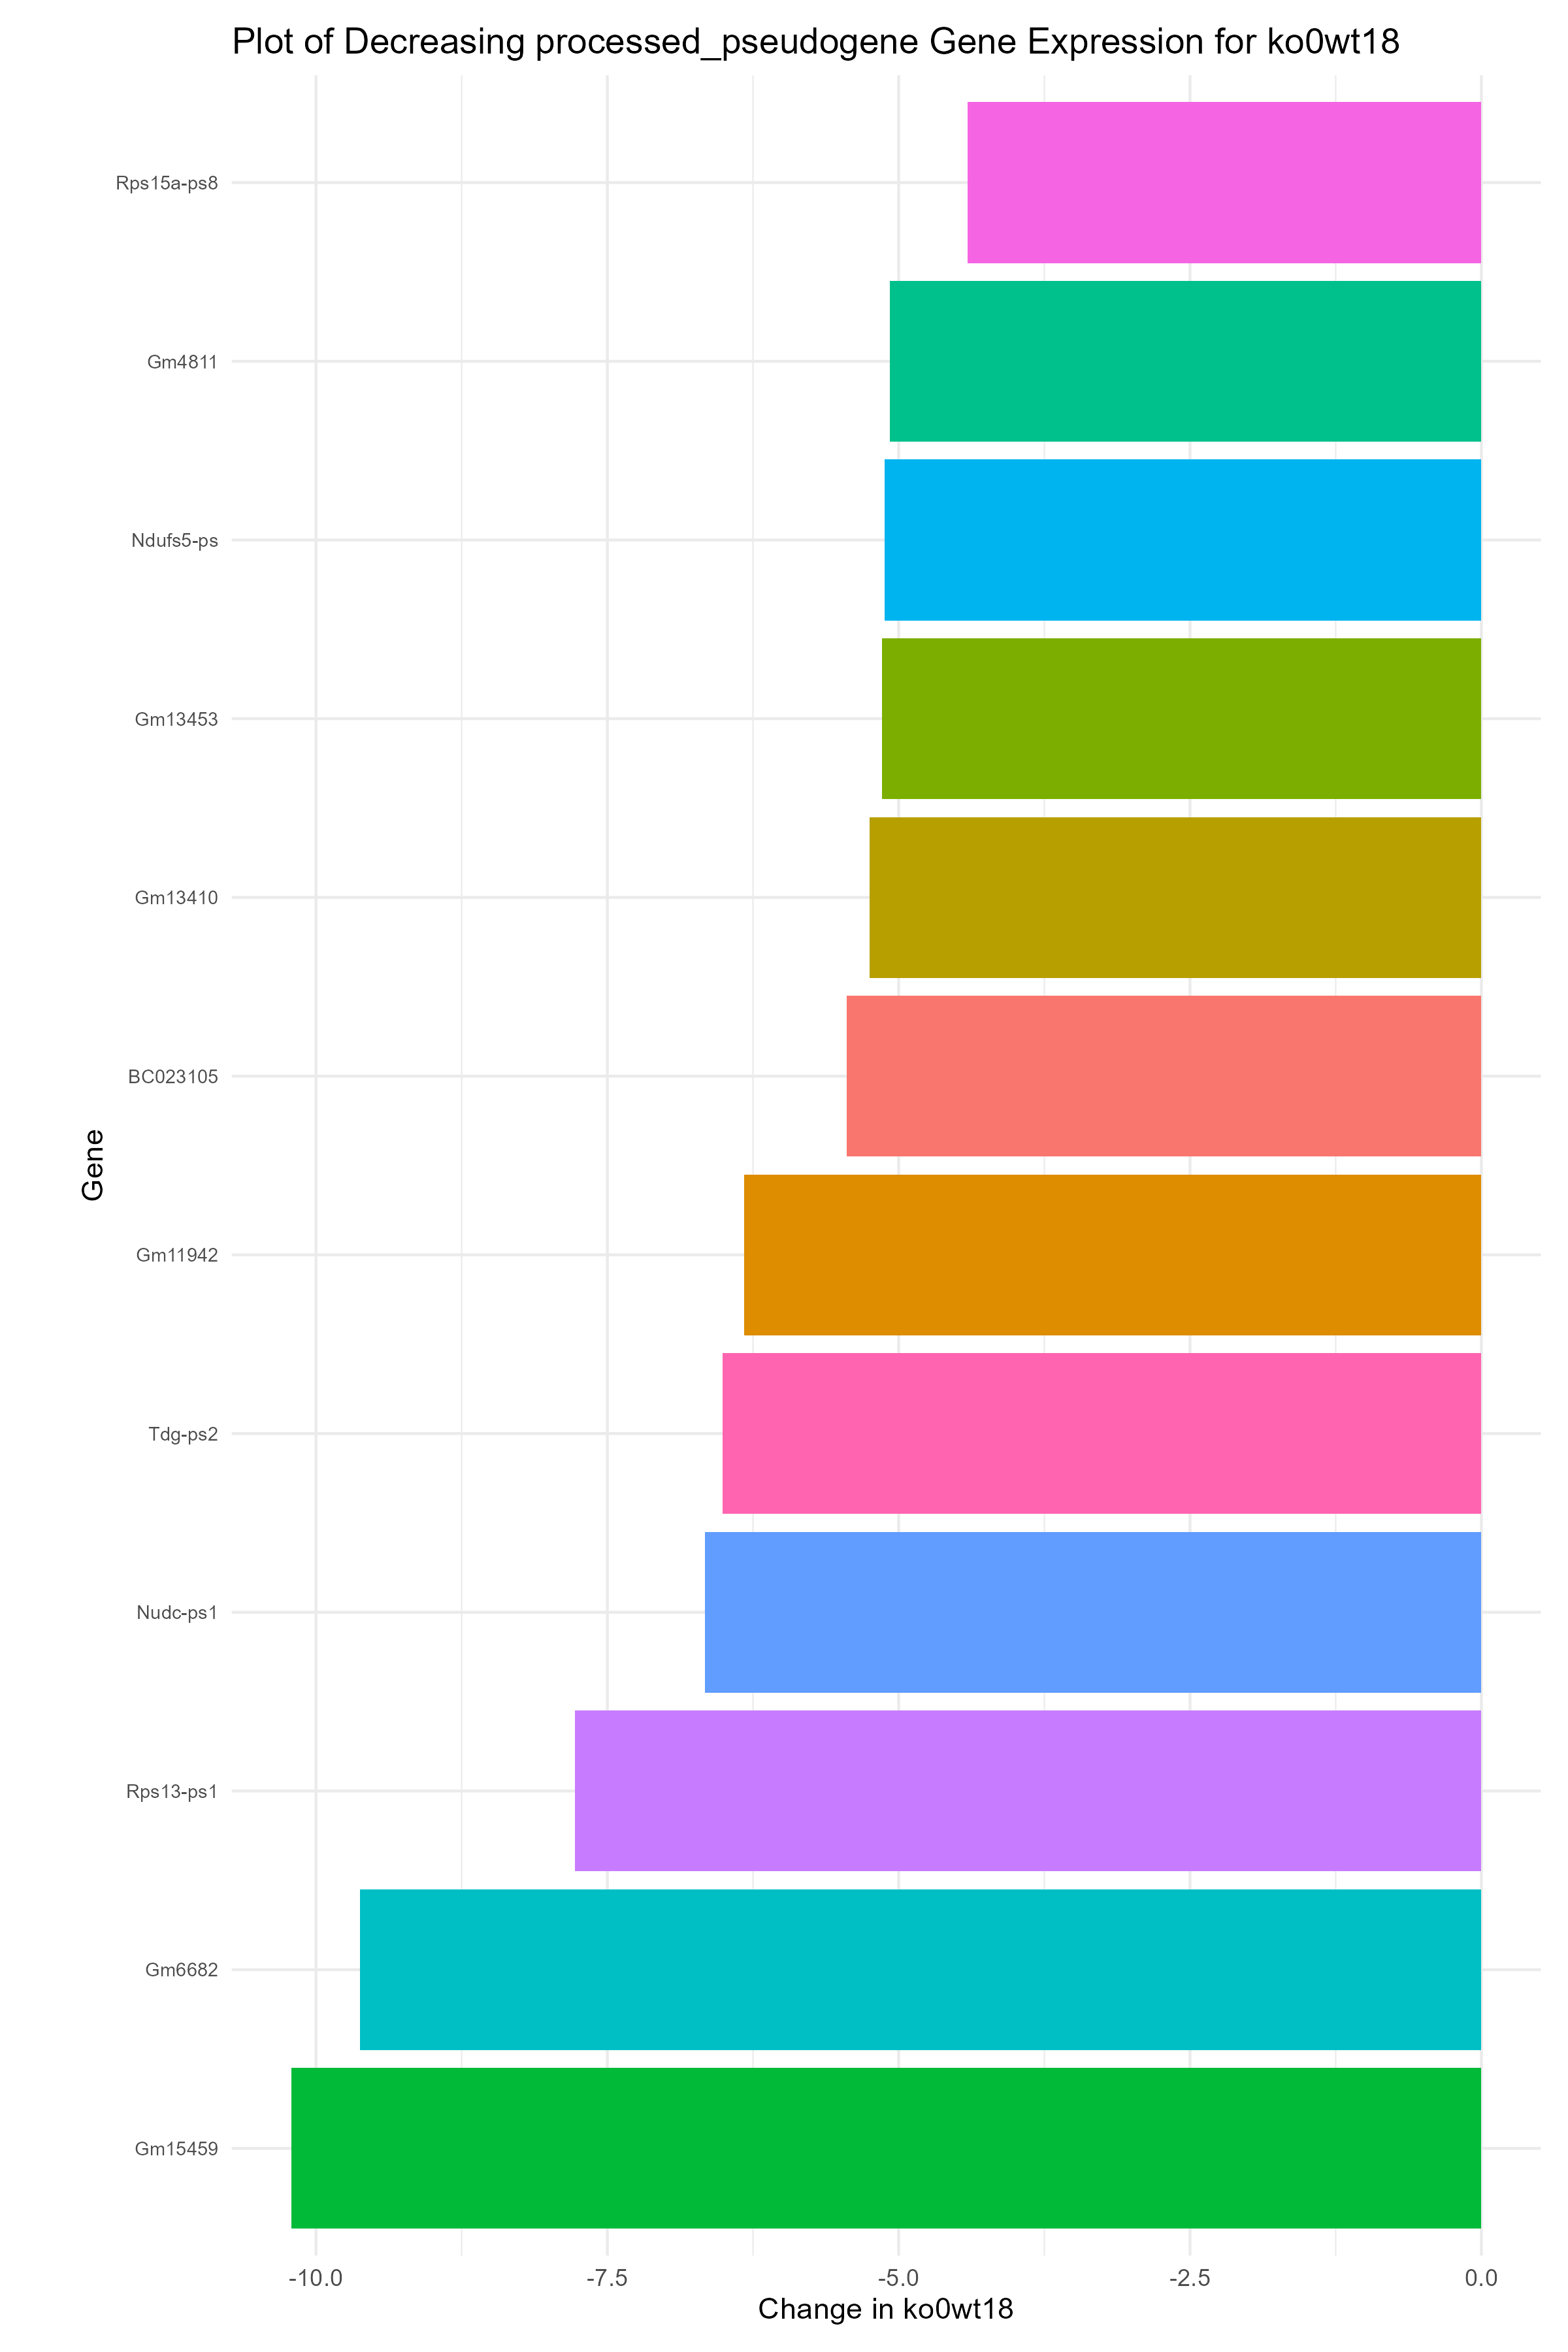 Plot of Decreasing processed_pseudogene Gene Expression for ko0wt18
Rps15a-ps8
Gm4811
Ndufs5-ps
Gm13453
Gm13410
BC023105
Gene
Gm11942
Tdg-ps2
Nudc-ps1
Rps13-ps1
Gm6682
Gm15459
-10.0 -7.5 -5.0 -2.5 0.0
Change in ko0wt18